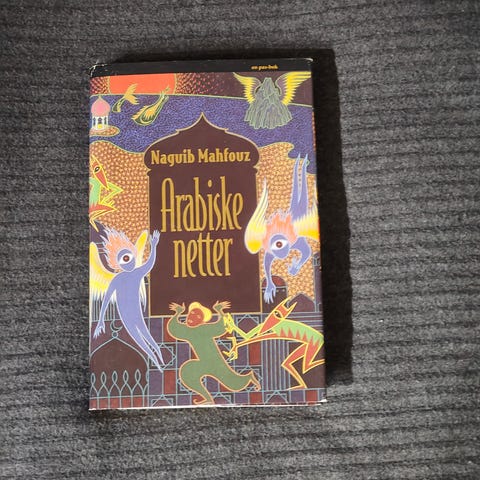 en pax-bok
Naguib Mahfouz
Arabiske
netter